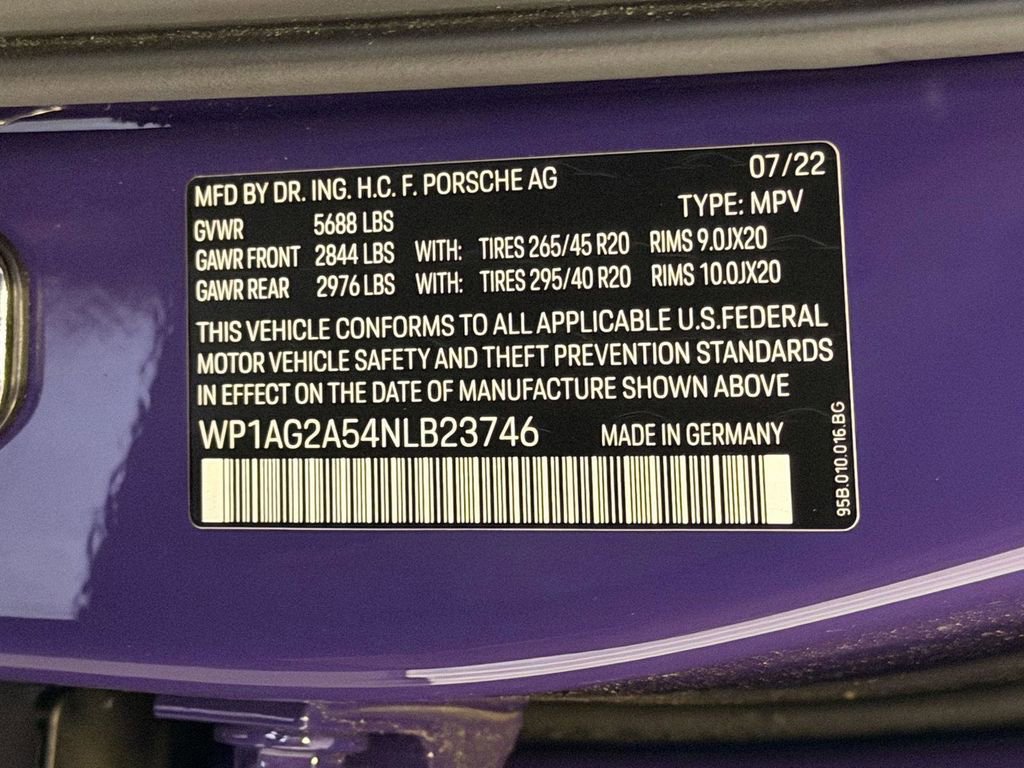 MFD BY DR. ING. H.C. F. PORSCHE AG 07/22
GVWR 5688 LBS TYPE: MPV
GAWR FRONT 2844 LBS WITH: TIRES 265/45 R20 RIMS 9.0JX20
GAWR REAR 2976 LBS WITH: TIRES 295/40 R20 RIMS 10.0JX20
THIS VEHICLE CONFORMS TO ALL APPLICABLE U.S.FEDERAL
MOTOR VEHICLE SAFETY AND THEFT PREVENTION STANDARDS
IN EFFECT ON THE DATE OF MANUFACTURE SHOWN ABOVE
WP1AG2A54NLB23746 MADE IN GERMANY
95B.010.016.BG